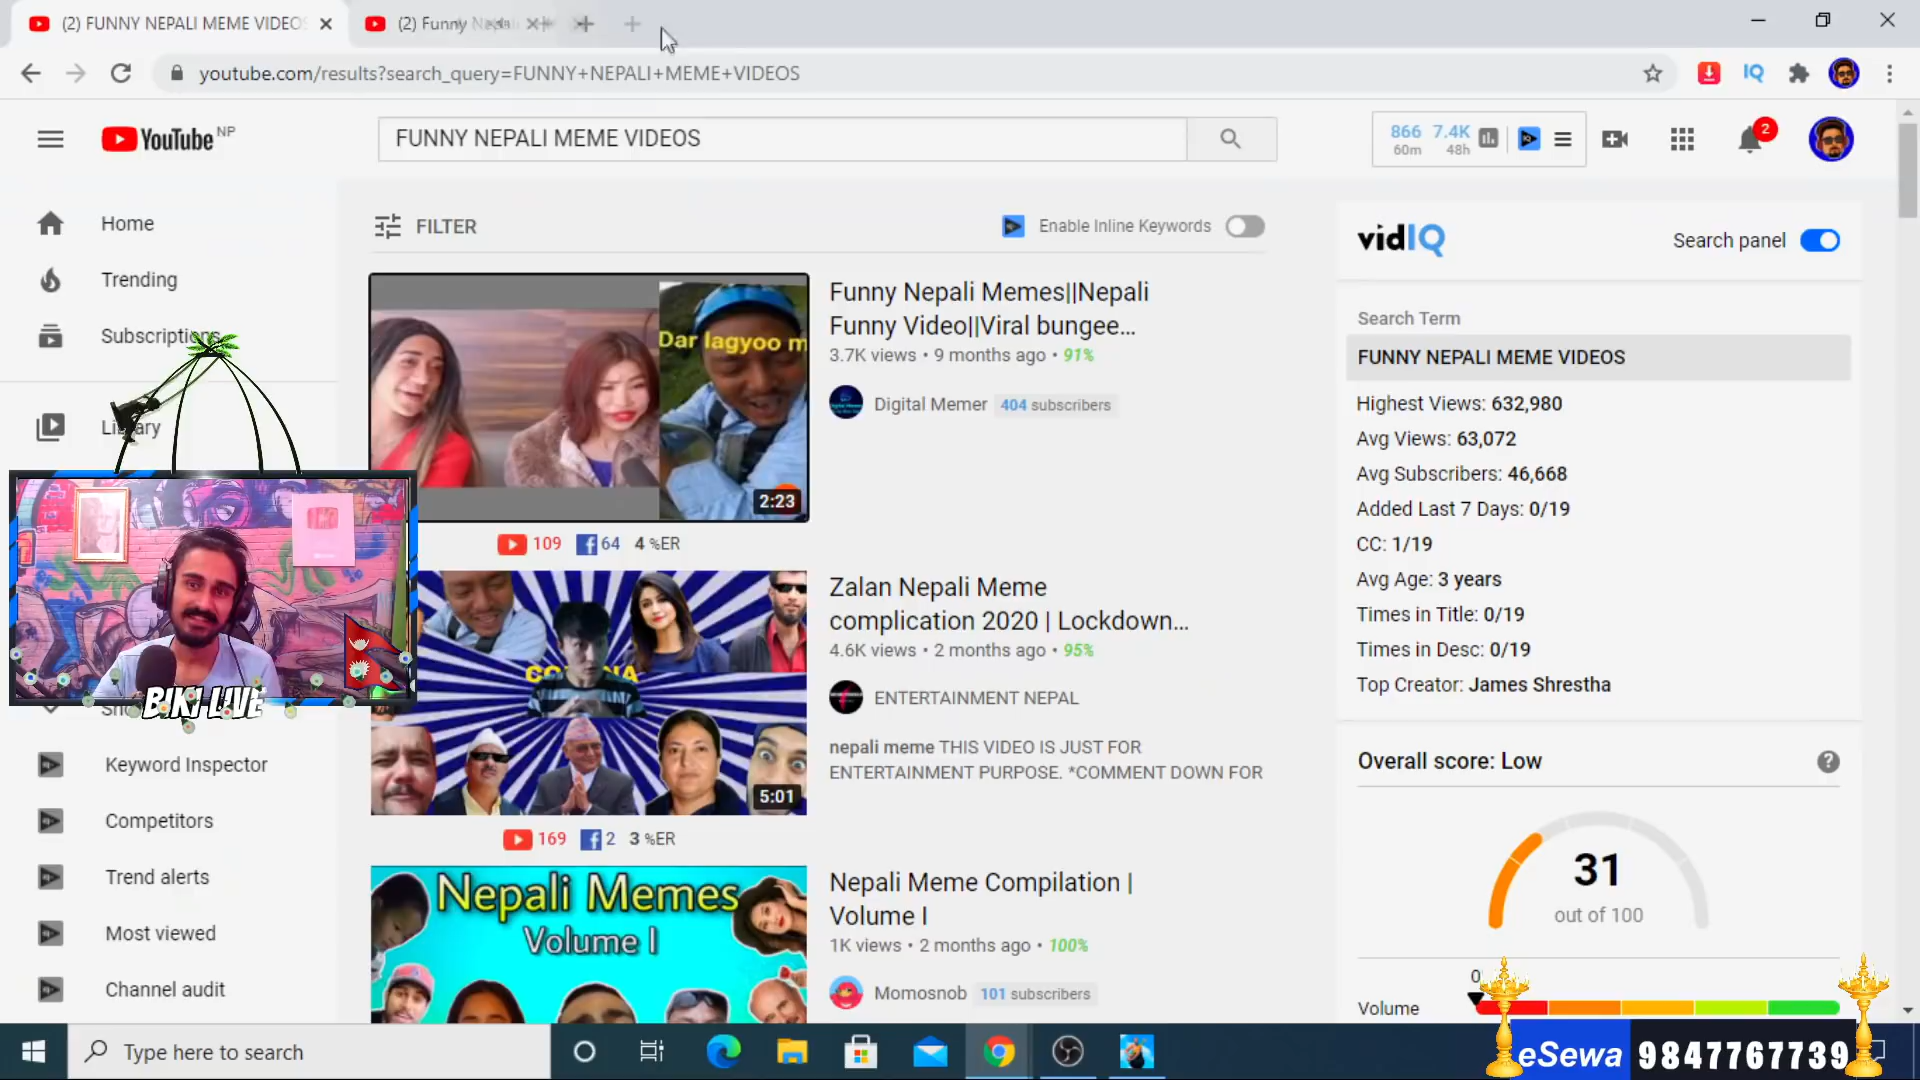 (2) FUNNY NEPALI MEME VIDEOS
(2) Funny
youtube.com/results?search_query=FUNNY+NEPALI+MEME+VIDEOS
YouTube NP
FUNNY NEPALI MEME VIDEOS
866 7.4K
60m 48h
2
Home
Trending
Subscriptions
Library
Keyword Inspector
Competitors
Trend alerts
Most viewed
Channel audit
BIKI LIVE
FILTER
Enable Inline Keywords
Dar lagyoo m
2:23
Funny Nepali Memes||Nepali
Funny Video||Viral bungee...
3.7K views • 9 months ago • 91%
Digital Memer 404 subscribers
109 64 4 %ER
5:01
Zalan Nepali Meme
complication 2020 | Lockdown...
4.6K views • 2 months ago • 95%
ENTERTAINMENT NEPAL
nepali meme THIS VIDEO IS JUST FOR
ENTERTAINMENT PURPOSE. *COMMENT DOWN FOR
169 2 3 %ER
Nepali Memes
Volume I
Nepali Meme Compilation |
Volume I
1K views • 2 months ago • 100%
Momosnob 101 subscribers
vidIQ
Search panel
Search Term
FUNNY NEPALI MEME VIDEOS
Highest Views: 632,980
Avg Views: 63,072
Avg Subscribers: 46,668
Added Last 7 Days: 0/19
CC: 1/19
Avg Age: 3 years
Times in Title: 0/19
Times in Desc: 0/19
Top Creator: James Shrestha
Overall score: Low
31
out of 100
0
Volume
Type here to search
eSewa 9847767739